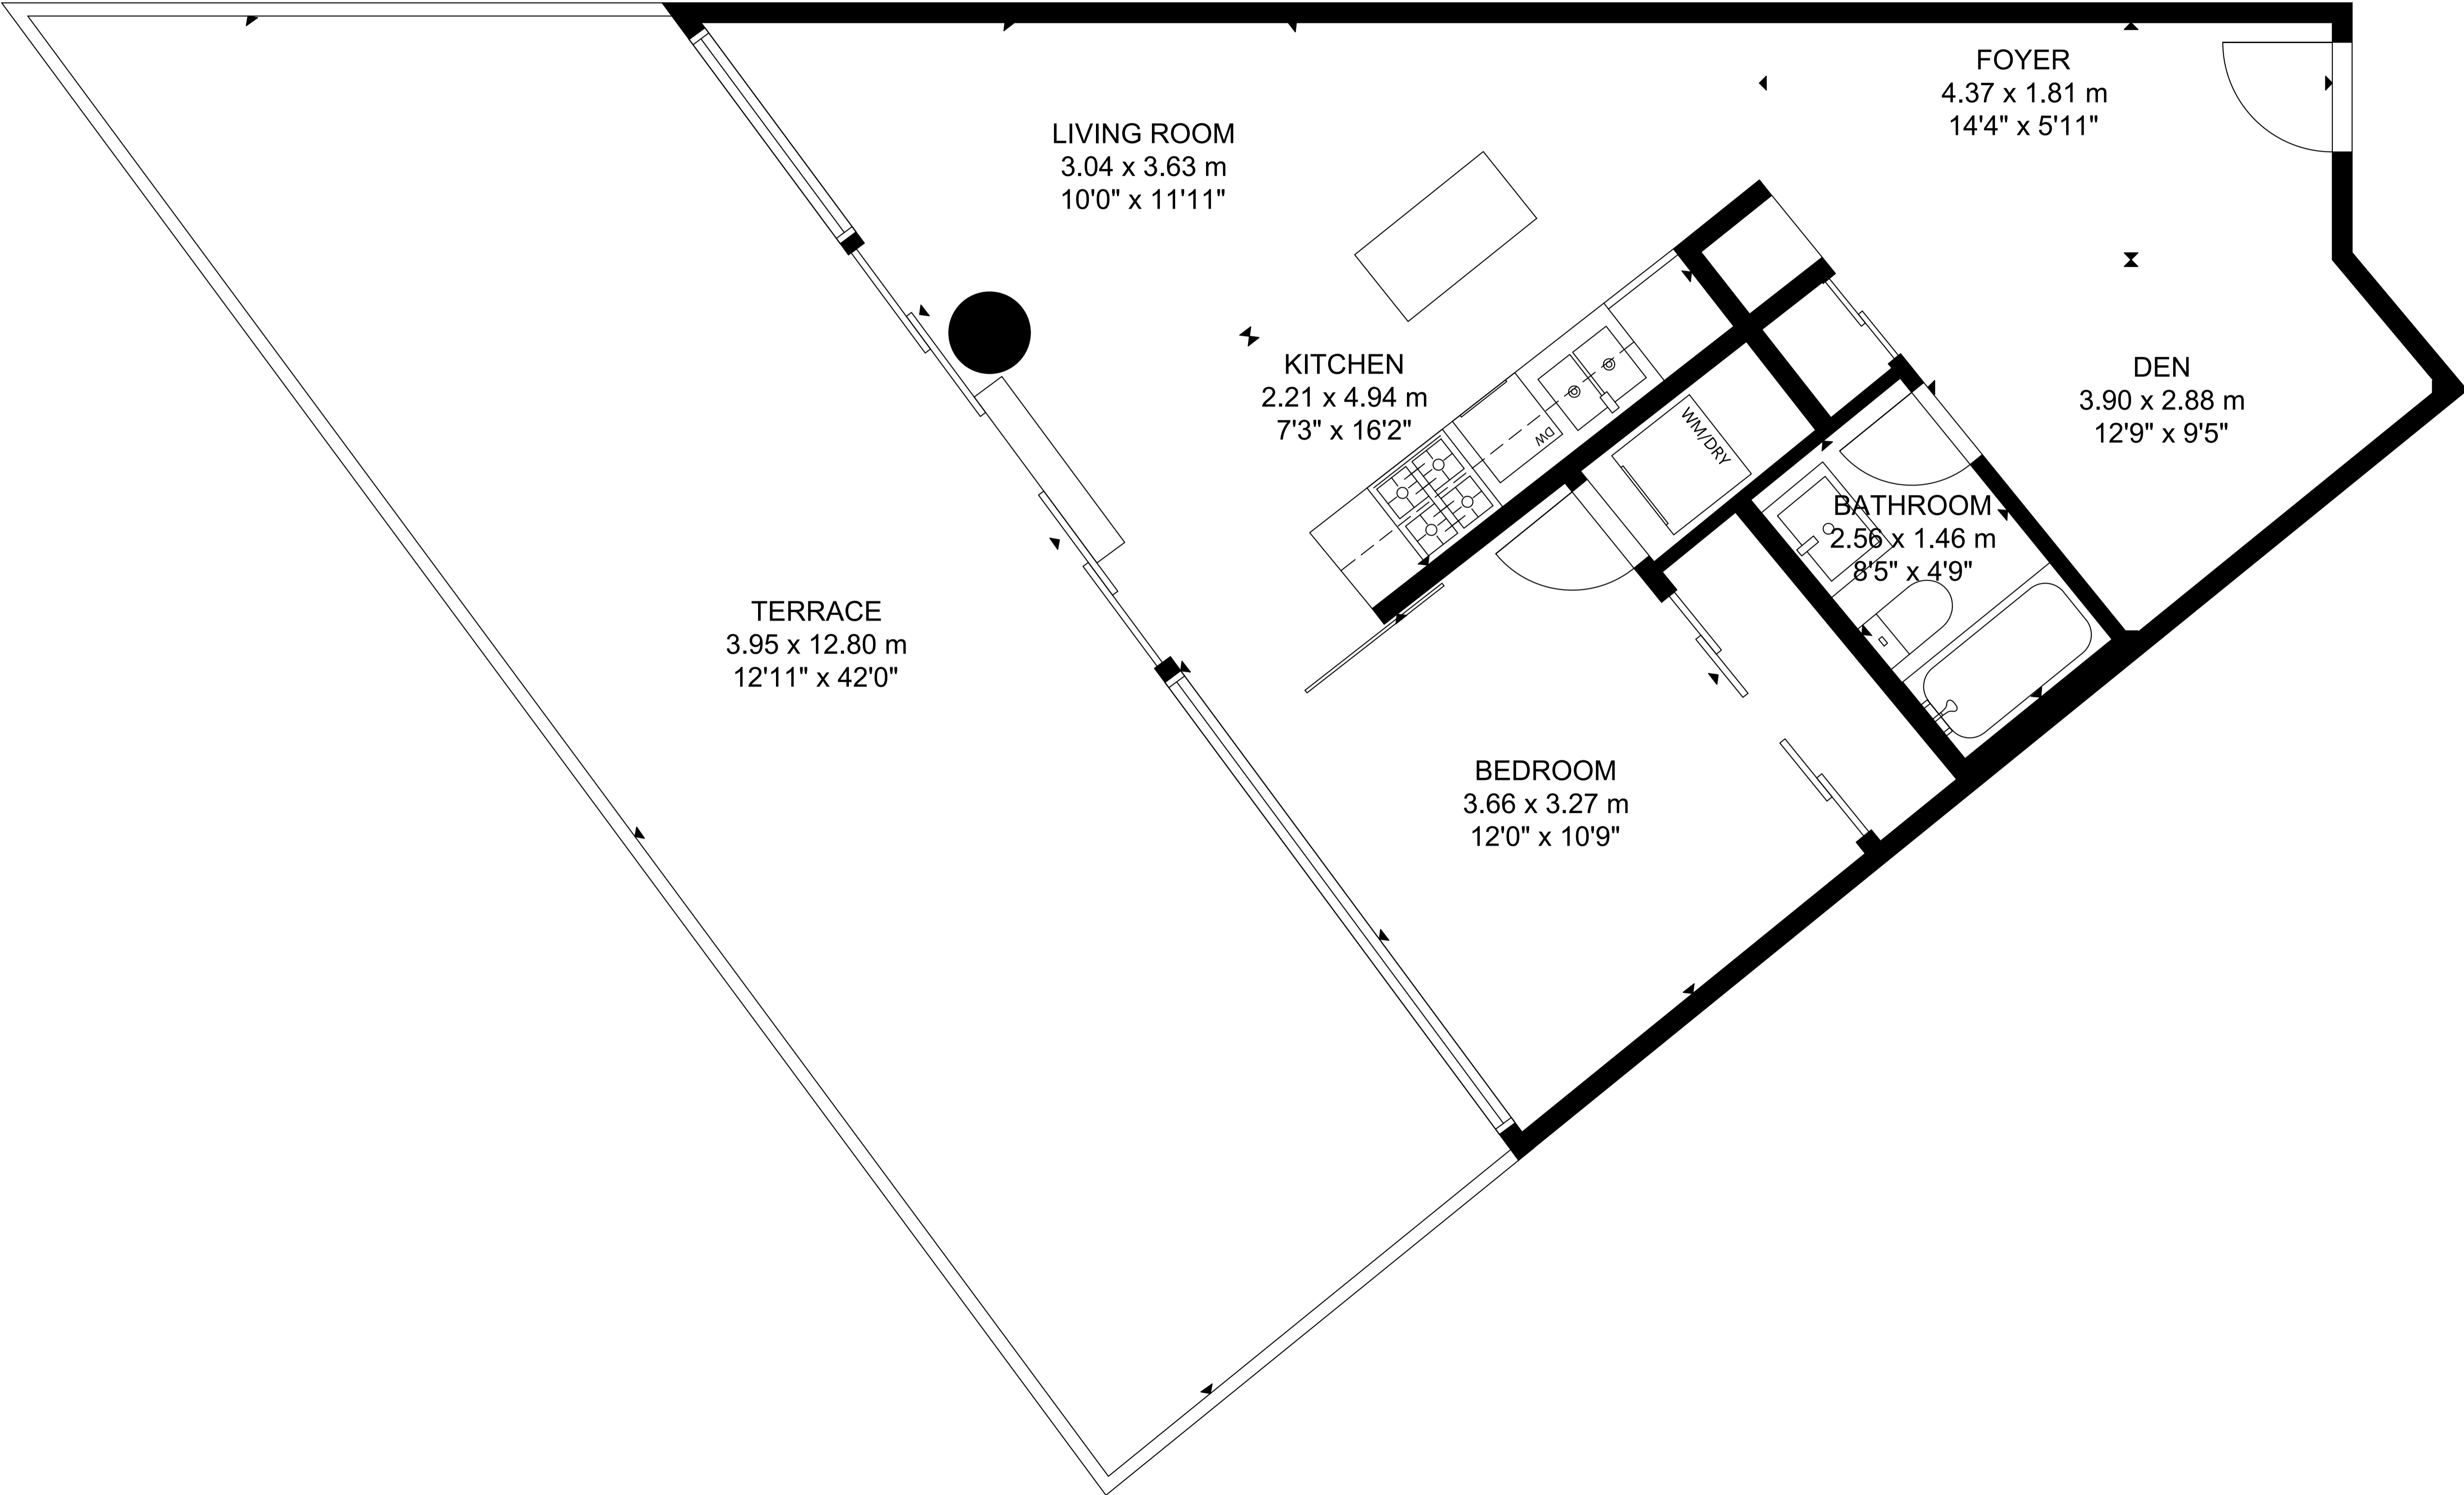 FOYER
4.37 x 1.81 m
14'4" x 5'11"
LIVING ROOM
3.04 x 3.63 m
10'0" x 11'11"
KITCHEN
2.21 x 4.94 m
7'3" x 16'2"
DEN
3.90 x 2.88 m
12'9" x 9'5"
WM/DRY
DW
BATHROOM
2.56 x 1.46 m
8'5" x 4'9"
TERRACE
3.95 x 12.80 m
12'11" x 42'0"
BEDROOM
3.66 x 3.27 m
12'0" x 10'9"